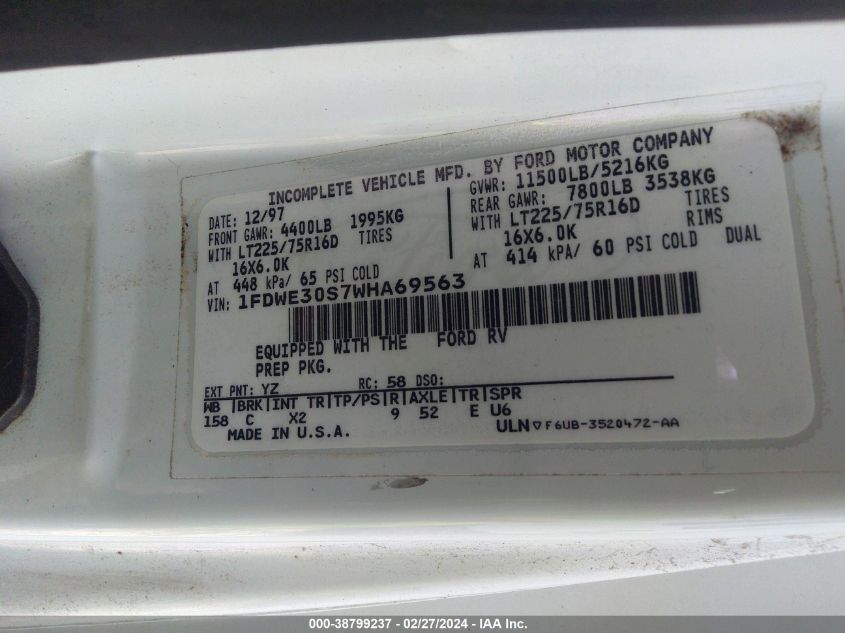 INCOMPLETE VEHICLE MFD. BY FORD MOTOR COMPANY
DATE: 12/97
FRONT GAWR: 4400LB 1995KG
WITH LT225/75R16D TIRES
16X6.0K
AT 448 kPa/ 65 PSI COLD
GVWR: 11500LB/5216KG
REAR GAWR: 7800LB 3538KG
WITH LT225/75R16D TIRES
16X6.0K RIMS
AT 414 kPa/ 60 PSI COLD DUAL
VIN: 1FDWE30S7WHA69563
EQUIPPED WITH THE FORD RV
PREP PKG.
EXT PNT: YZ RC: 58 DSO:
WB |BRK|INT TR|TP/PS|R|AXLE|TR|SPR
158 C X2 9 52 E U6
MADE IN U.S.A.
ULN ▽ F6UB-3520472-AA
000-38799237 - 02/27/2024 - IAA Inc.